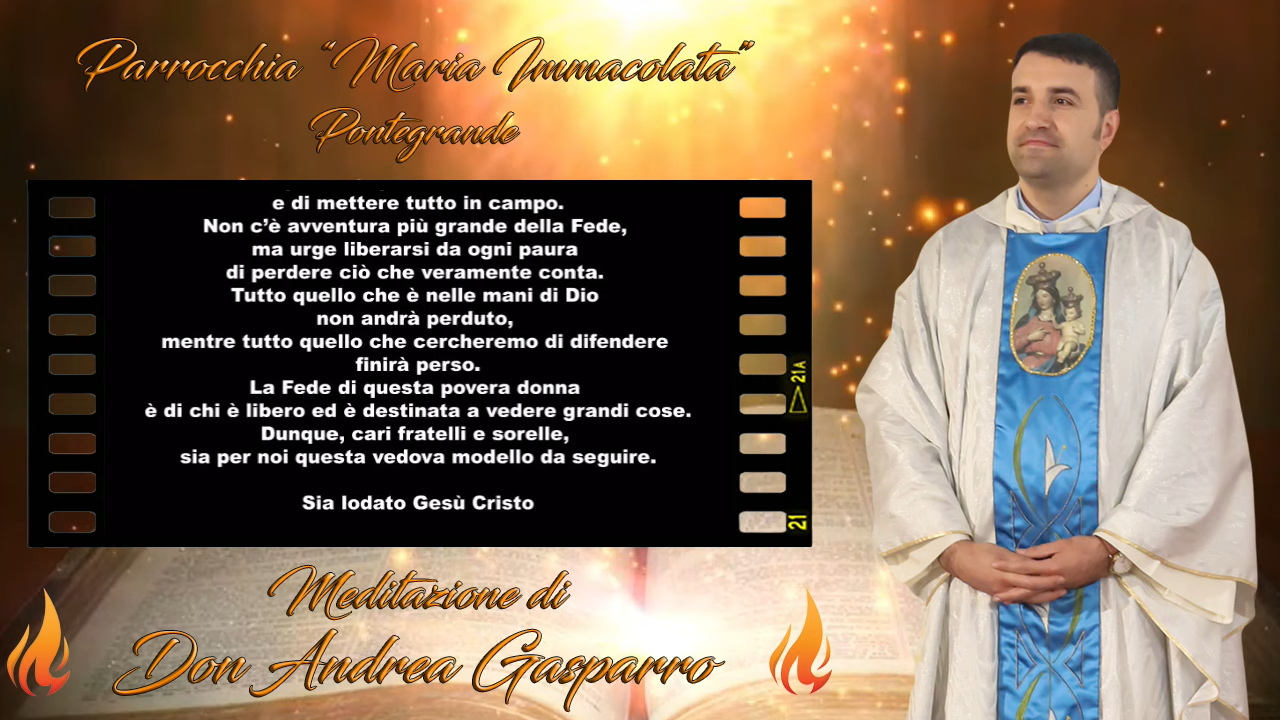 Parrocchia "Maria Immacolata"
Pontegrande
e di mettere tutto in campo.
Non c’è avventura più grande della Fede,
ma urge liberarsi da ogni paura
di perdere ciò che veramente conta.
Tutto quello che è nelle mani di Dio
non andrà perduto,
mentre tutto quello che cercheremo di difendere
finirà perso.
La Fede di questa povera donna
è di chi è libero ed è destinata a vedere grandi cose.
Dunque, cari fratelli e sorelle,
sia per noi questa vedova modello da seguire.
Sia lodato Gesù Cristo
21A
21
Meditazione di
Don Andrea Gasparro